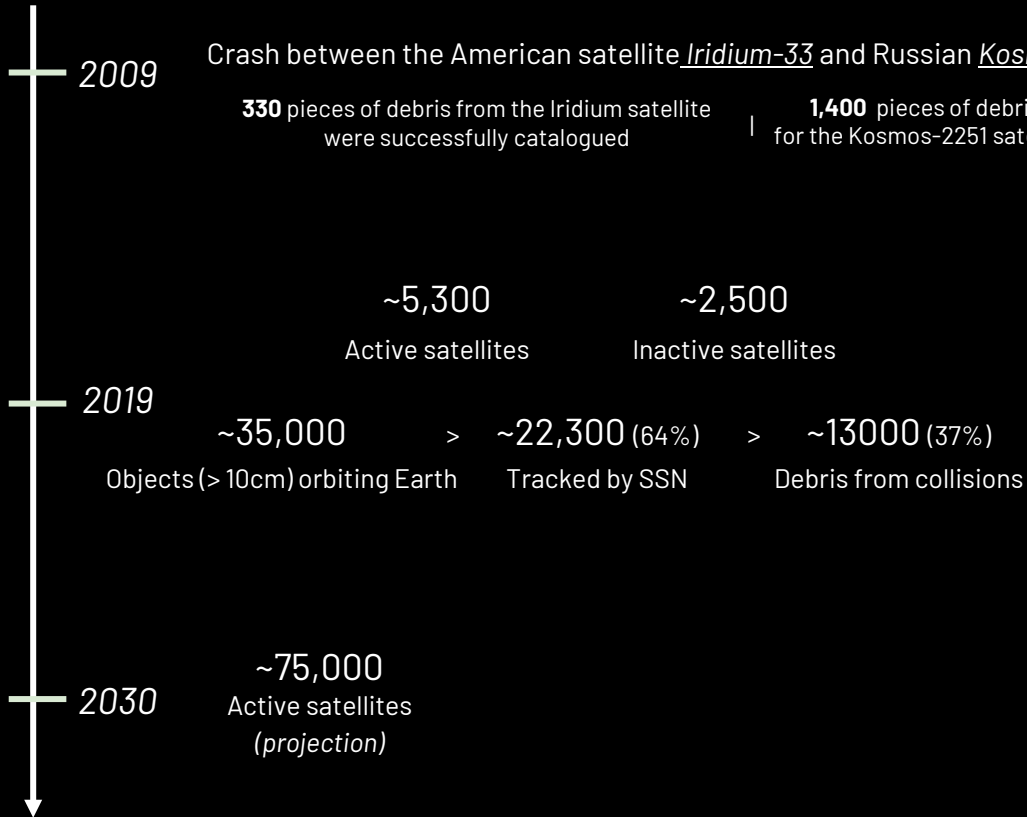 2009
Crash between the American satellite Iridium-33 and Russian
330 pieces of debris from the Iridium satellite
were successfully catalogued
|
1,400 pieces of
for the Kosmos-2251
~5,300
Active satellites
~2,500
Inactive satellites
2019
~35,000 > ~22,300 (64%) > ~13000 (37%)
Objects (> 10cm) orbiting Earth Tracked by SSN Debris from collisions
~75,000
2030
Active satellites
(projection)